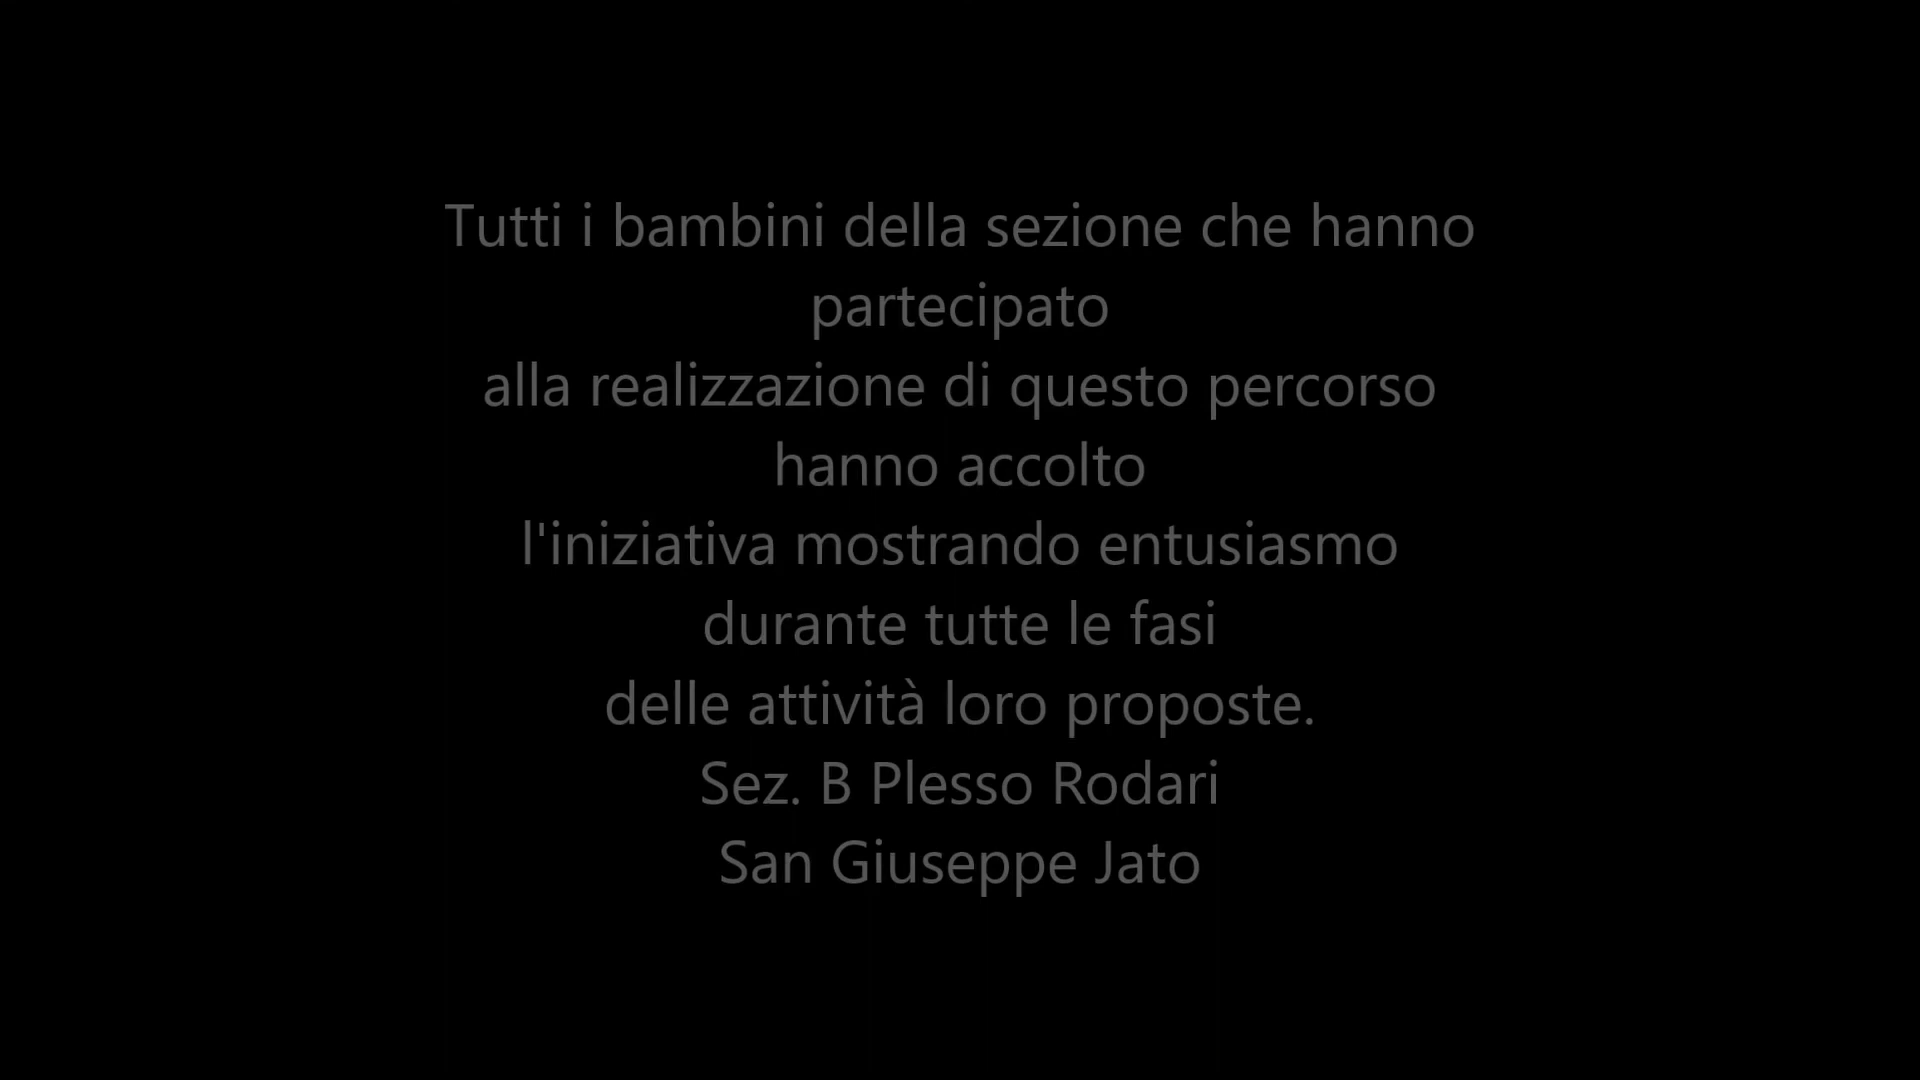 Tutti i bambini della sezione che hanno
partecipato
alla realizzazione di questo percorso
hanno accolto
l'iniziativa mostrando entusiasmo
durante tutte le fasi
delle attività loro proposte.
Sez. B Plesso Rodari
San Giuseppe Jato